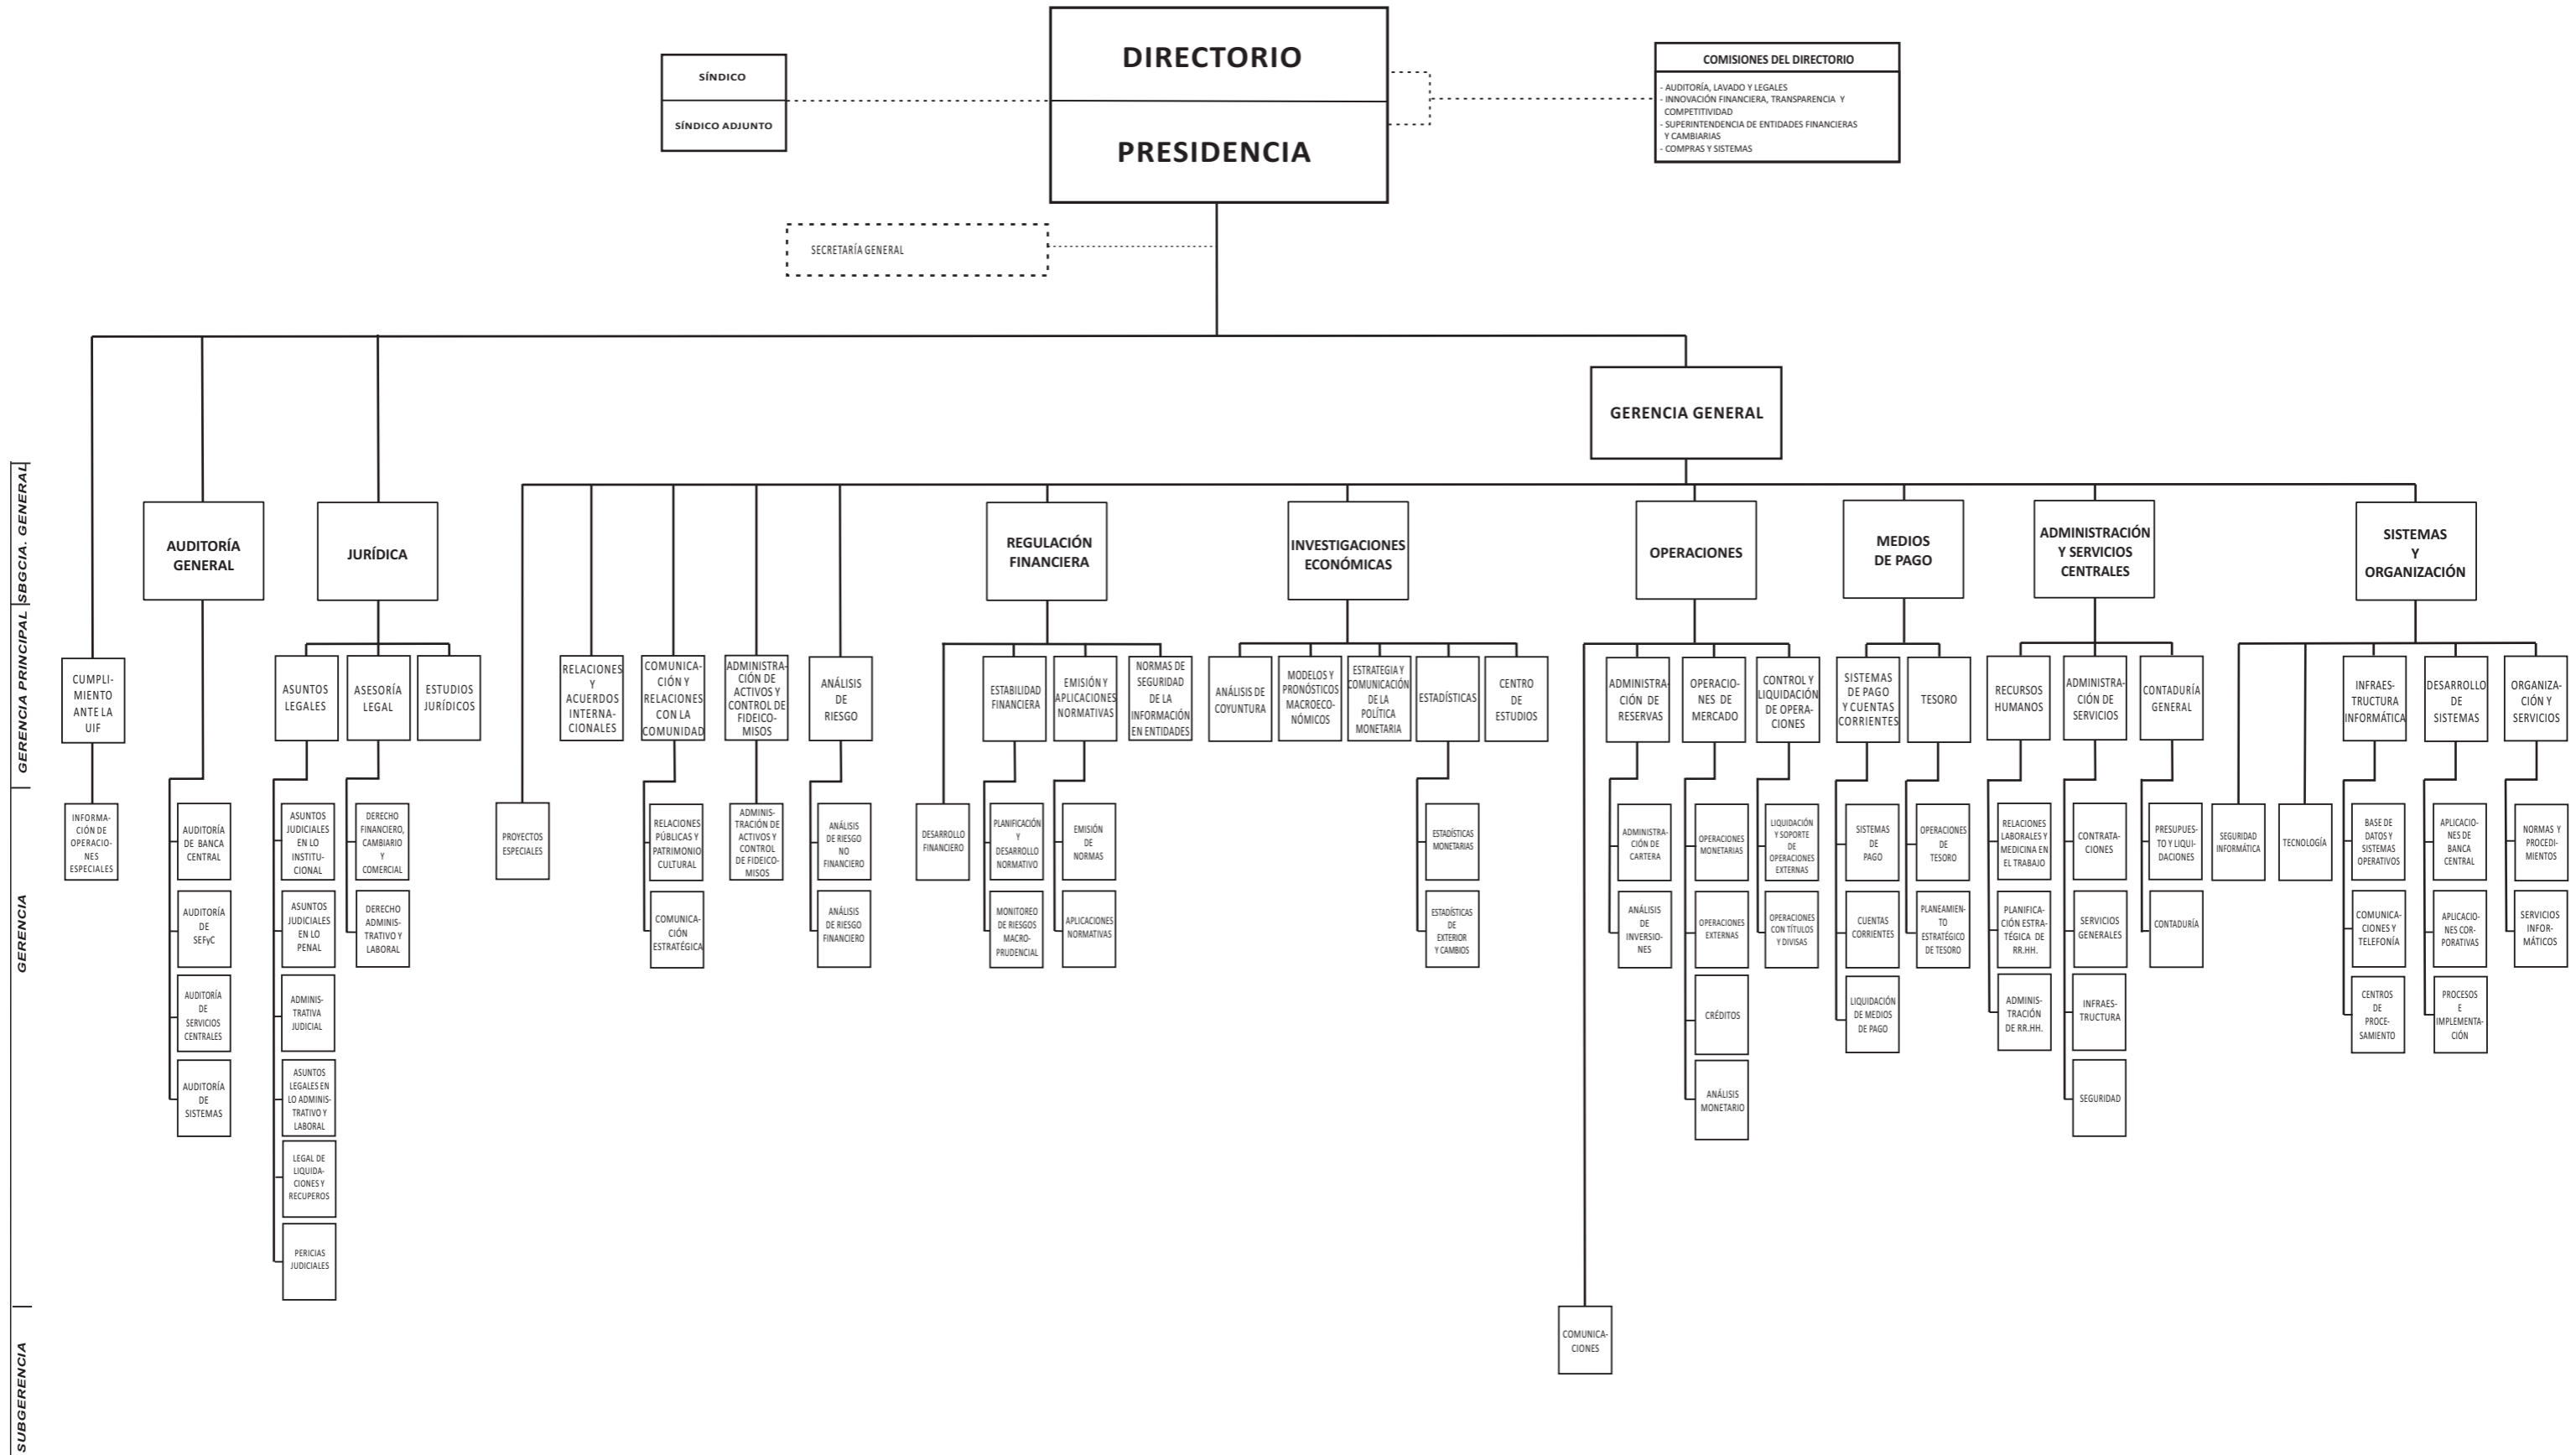 DIRECTORIO
PRESIDENCIA
SÍNDICO
SÍNDICO ADJUNTO
COMISIONES DEL DIRECTORIO
- AUDITORÍA, LAVADO Y LEGALES
- INNOVACIÓN FINANCIERA, TRANSPARENCIA Y
COMPETITIVIDAD
- SUPERINTENDENCIA DE ENTIDADES FINANCIERAS
Y CAMBIARIAS
- COMPRAS Y SISTEMAS
SECRETARÍA GENERAL
GERENCIA GENERAL
SBGCIA. GENERAL
AUDITORÍA
GENERAL
JURÍDICA
REGULACIÓN
FINANCIERA
INVESTIGACIONES
ECONÓMICAS
OPERACIONES
MEDIOS
DE PAGO
ADMINISTRACIÓN
Y SERVICIOS
CENTRALES
SISTEMAS
Y
ORGANIZACIÓN
GERENCIA PRINCIPAL
CUMPLI-
MIENTO
ANTE LA
UIF
ASUNTOS
LEGALES
ASESORÍA
LEGAL
ESTUDIOS
JURÍDICOS
RELACIONES
Y
ACUERDOS
INTERNA-
CIONALES
COMUNICA-
CIÓN Y
RELACIONES
CON LA
COMUNIDAD
ADMINISTRA-
CIÓN DE
ACTIVOS Y
CONTROL DE
FIDEICO-
MISOS
ANÁLISIS
DE
RIESGO
ESTABILIDAD
FINANCIERA
EMISIÓN Y
APLICACIONES
NORMATIVAS
NORMAS DE
SEGURIDAD
DE LA
INFORMACIÓN
EN ENTIDADES
ANÁLISIS DE
COYUNTURA
MODELOS Y
PRONÓSTICOS
MACROECO-
NÓMICOS
ESTRATEGIA Y
COMUNICACIÓN
DE LA
POLÍTICA
MONETARIA
ESTADÍSTICAS
CENTRO
DE
ESTUDIOS
ADMINISTRA-
CIÓN DE
RESERVAS
OPERACIO-
NES DE
MERCADO
CONTROL Y
LIQUIDACIÓN
DE OPERA-
CIONES
SISTEMAS
DE PAGO
Y CUENTAS
CORRIENTES
TESORO
RECURSOS
HUMANOS
ADMINISTRA-
CIÓN DE
SERVICIOS
CONTADURÍA
GENERAL
INFRAES-
TRUCTURA
INFORMÁTICA
DESARROLLO
DE
SISTEMAS
ORGANIZA-
CIÓN Y
SERVICIOS
GERENCIA
INFORMA-
CIÓN DE
OPERACIO-
NES
ESPECIALES
AUDITORÍA
DE BANCA
CENTRAL
ASUNTOS
JUDICIALES
EN LO
INSTITU-
CIONAL
DERECHO
FINANCIERO,
CAMBIARIO
Y
COMERCIAL
PROYECTOS
ESPECIALES
RELACIONES
PÚBLICAS Y
PATRIMONIO
CULTURAL
ADMINIS-
TRACIÓN DE
ACTIVOS Y
CONTROL
DE FIDEICO-
MISOS
ANÁLISIS
DE RIESGO
NO
FINANCIERO
DESARROLLO
FINANCIERO
PLANIFICACIÓN
Y
DESARROLLO
NORMATIVO
EMISIÓN
DE
NORMAS
ESTADÍSTICAS
MONETARIAS
ADMINISTRA-
CIÓN DE
CARTERA
OPERACIONES
MONETARIAS
LIQUIDACIÓN
Y SOPORTE
DE
OPERACIONES
EXTERNAS
SISTEMAS
DE
PAGO
OPERACIONES
DE
TESORO
RELACIONES
LABORALES Y
MEDICINA EN
EL TRABAJO
CONTRATA-
CIONES
PRESUPUES-
TO Y LIQUI-
DACIONES
SEGURIDAD
INFORMÁTICA
TECNOLOGÍA
BASE DE
DATOS Y
SISTEMAS
OPERATIVOS
APLICACIO-
NES DE
BANCA
CENTRAL
NORMAS Y
PROCEDI-
MIENTOS
AUDITORÍA
DE
SEFyC
ASUNTOS
JUDICIALES
EN LO
PENAL
DERECHO
ADMINIS-
TRATIVO Y
LABORAL
COMUNICA-
CIÓN
ESTRATÉGICA
ANÁLISIS
DE RIESGO
FINANCIERO
MONITOREO
DE RIESGOS
MACRO-
PRUDENCIAL
APLICACIONES
NORMATIVAS
ESTADÍSTICAS
DE
EXTERIOR
Y CAMBIOS
ANÁLISIS
DE
INVERSIO-
NES
OPERACIONES
EXTERNAS
OPERACIONES
CON TÍTULOS
Y DIVISAS
CUENTAS
CORRIENTES
PLANEAMIEN-
TO
ESTRATÉGICO
DE TESORO
PLANIFICA-
CIÓN ESTRA-
TÉGICA DE
RR.HH.
SERVICIOS
GENERALES
CONTADURÍA
COMUNICA-
CIONES Y
TELEFONÍA
APLICACIO-
NES COR-
PORATIVAS
SERVICIOS
INFOR-
MÁTICOS
AUDITORÍA
DE
SERVICIOS
CENTRALES
ADMINIS-
TRATIVA
JUDICIAL
CRÉDITOS
LIQUIDACIÓN
DE MEDIOS
DE PAGO
ADMINIS-
TRACIÓN
DE RR.HH.
INFRAES-
TRUCTURA
CENTROS
DE
PROCE-
SAMIENTO
PROCESOS
E
IMPLEMENTA-
CIÓN
AUDITORÍA
DE
SISTEMAS
ASUNTOS
LEGALES EN
LO ADMINIS-
TRATIVO Y
LABORAL
ANÁLISIS
MONETARIO
SEGURIDAD
LEGAL DE
LIQUIDA-
CIONES Y
RECUPEROS
PERICIAS
JUDICIALES
SUBGERENCIA
COMUNICA-
CIONES